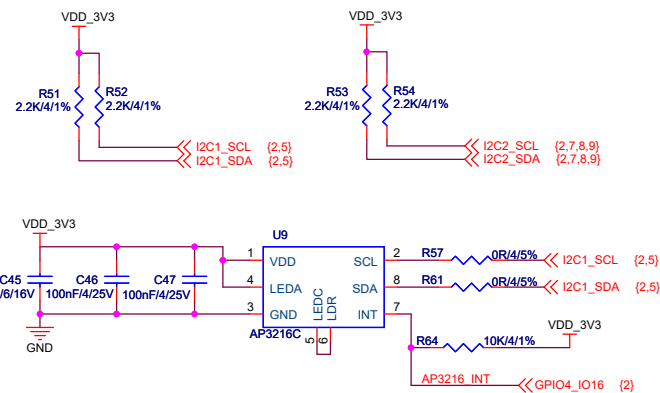 VDD_3V3
VDD_3V3
R51
2.2K/4/1%
R52
2.2K/4/1%
R53
2.2K/4/1%
R54
2.2K/4/1%
I2C1_SCL {2,5}
I2C1_SDA {2,5}
I2C2_SCL {2,7,8,9}
I2C2_SDA {2,7,8,9}
VDD_3V3
U9
C45
/6/16V
C46
100nF/4/25V
C47
100nF/4/25V
GND
1 VDD
4 LEDA
3 GND
AP3216C
5 LEDC
6 LDR
SCL 2
SDA 8
INT 7
R57 0R/4/5% I2C1_SCL {2,5}
R61 0R/4/5% I2C1_SDA {2,5}
VDD_3V3
R64 10K/4/1%
AP3216_INT GPIO4_IO16 {2}